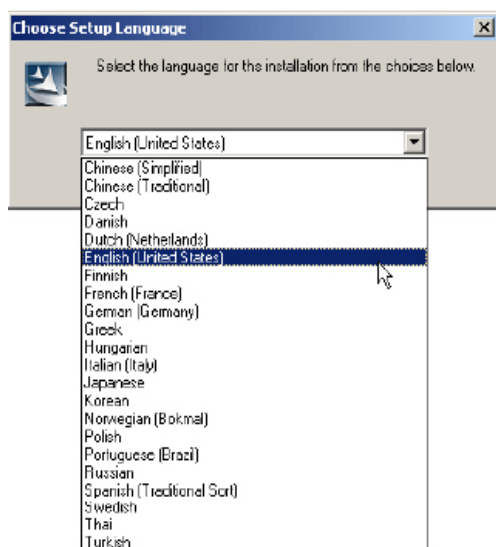 Choose Setup Language
Select the language for the installation from the choices below.
English (United States)
Chinese (Simplified)
Chinese (Traditional)
Czech
Danish
Dutch (Netherlands)
English (United States)
Finnish
French (France)
German (Germany)
Greek
Hungarian
Italian (Italy)
Japanese
Korean
Norwegian (Bokmal)
Polish
Portuguese (Brazil)
Russian
Spanish (Traditional Sort)
Swedish
Thai
Turkish